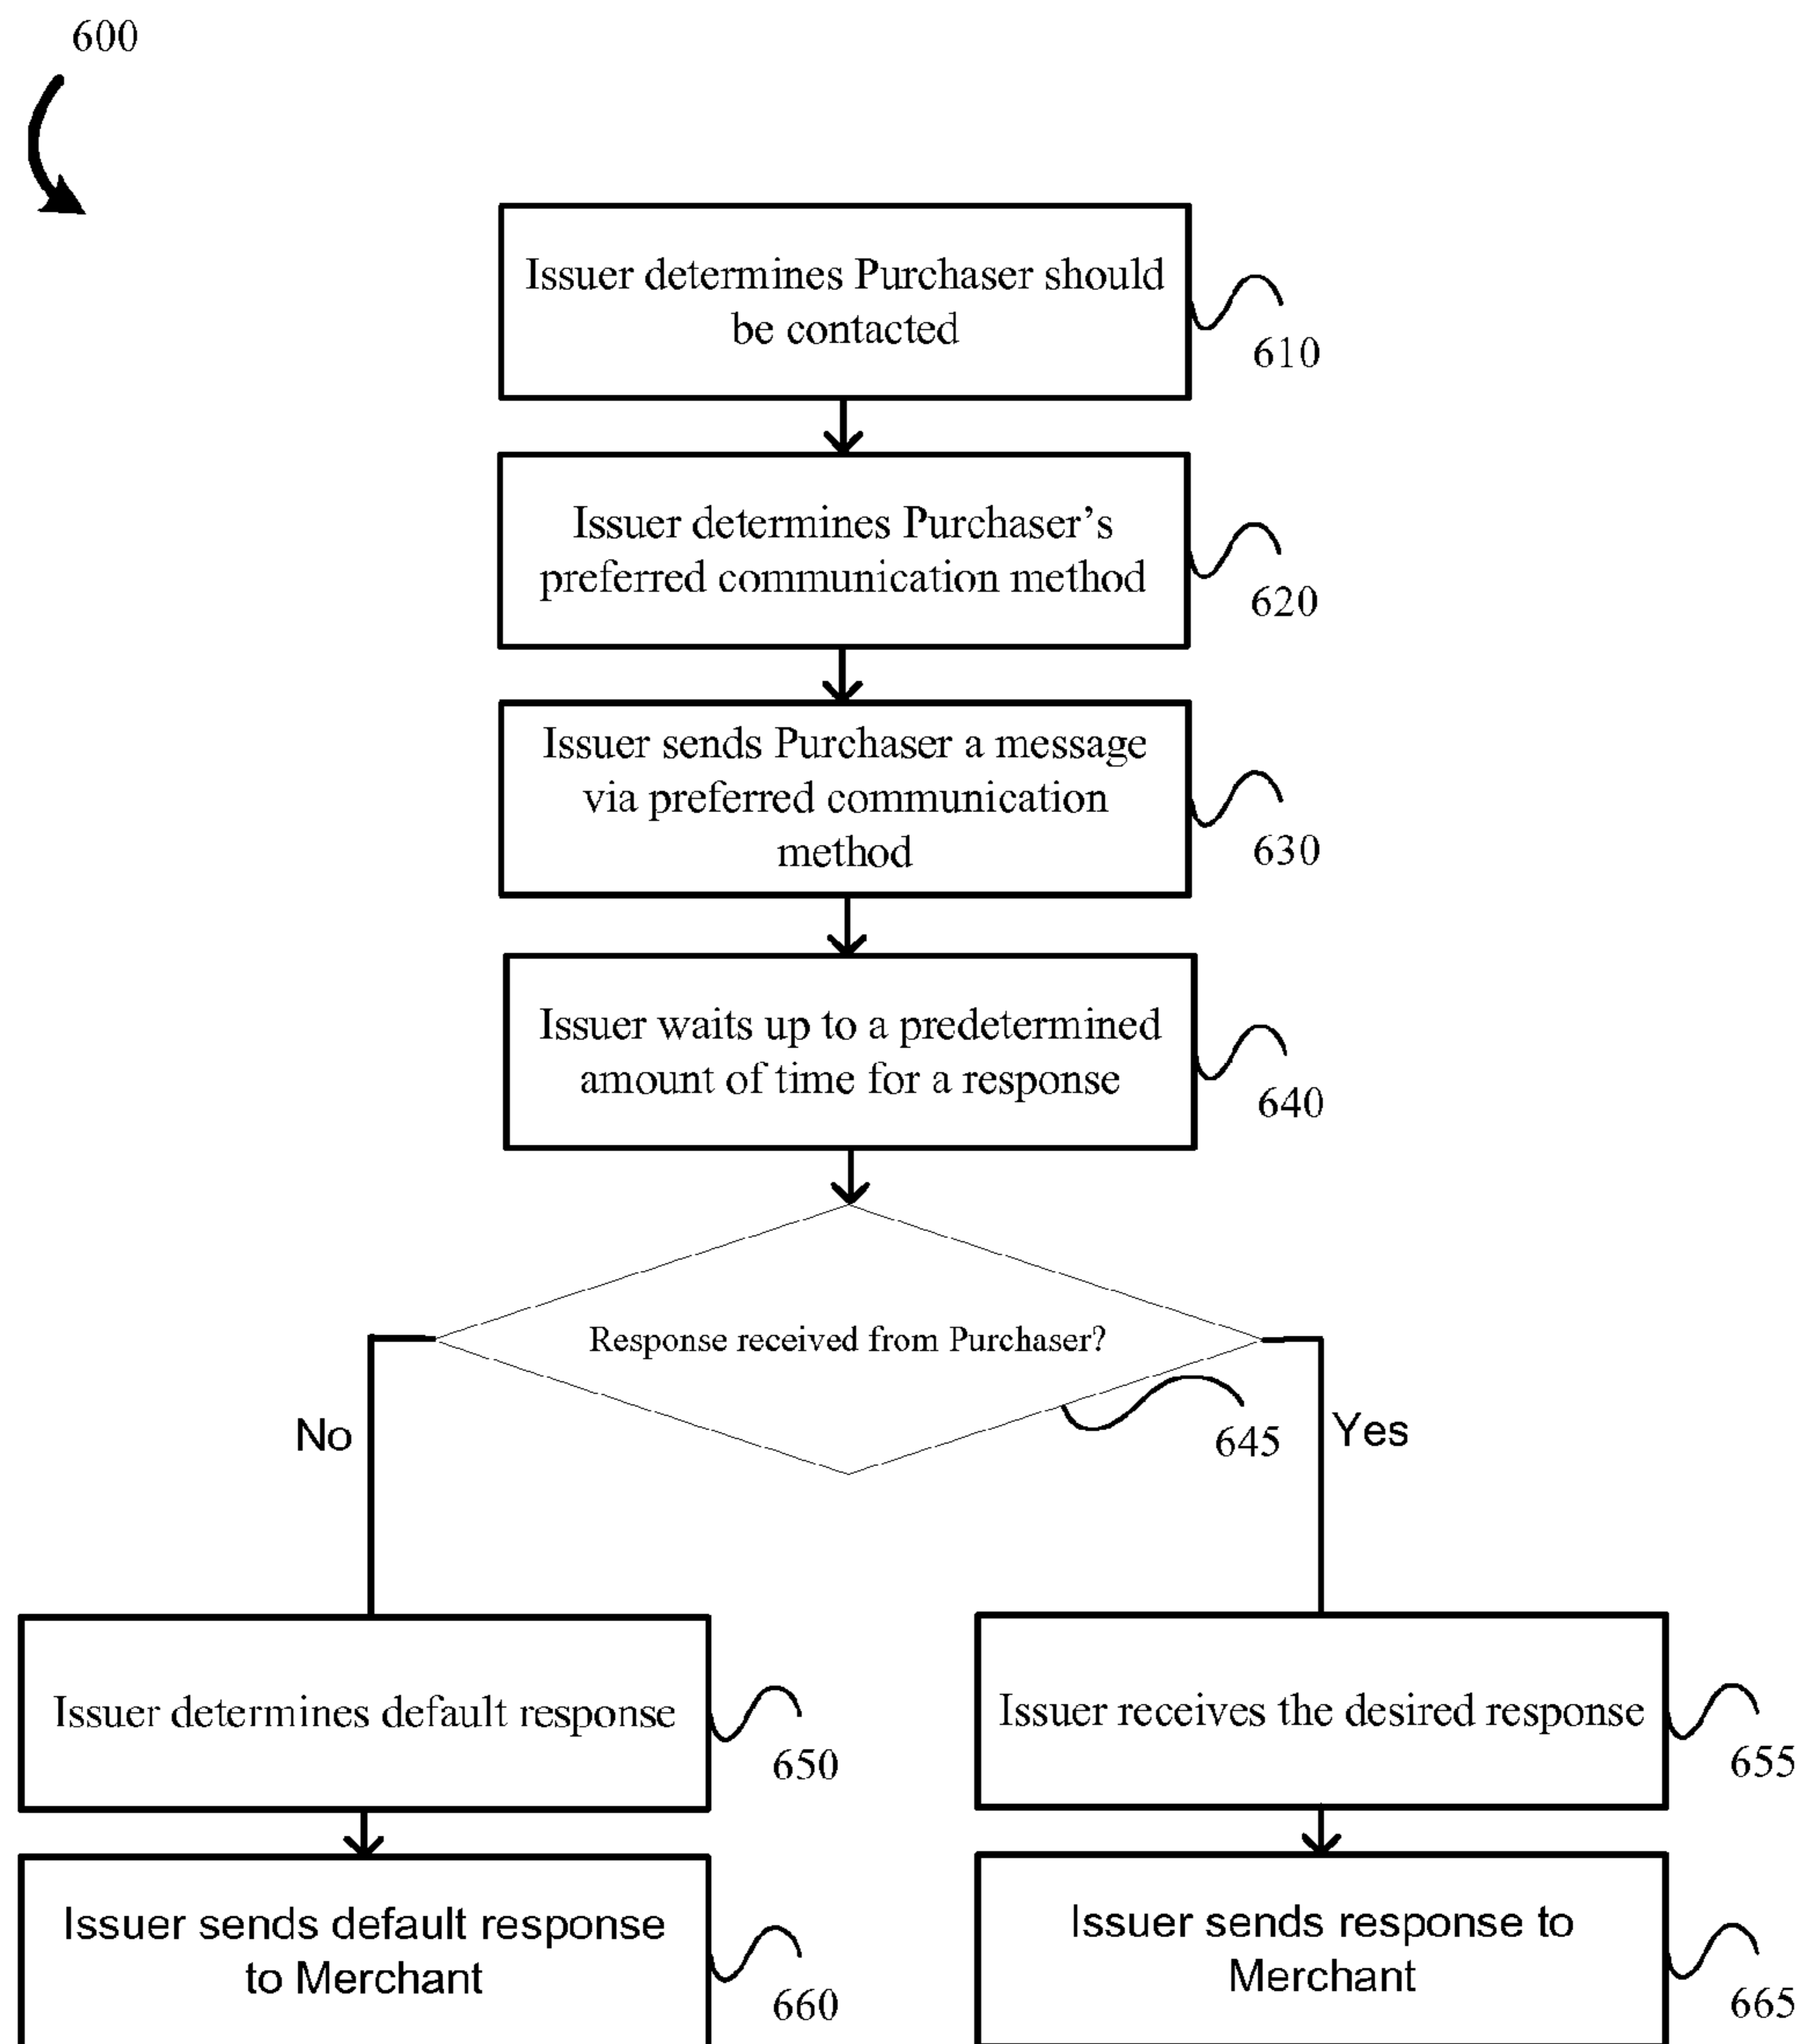 600
Issuer determines Purchaser should
be contacted
610
Issuer determines Purchaser’s
preferred communication method
620
Issuer sends Purchaser a message
via preferred communication
method
630
Issuer waits up to a predetermined
amount of time for a response
640
Response received from Purchaser?
645
No
Yes
Issuer determines default response
650
Issuer receives the desired response
655
Issuer sends default response
to Merchant
660
Issuer sends response to
Merchant
665